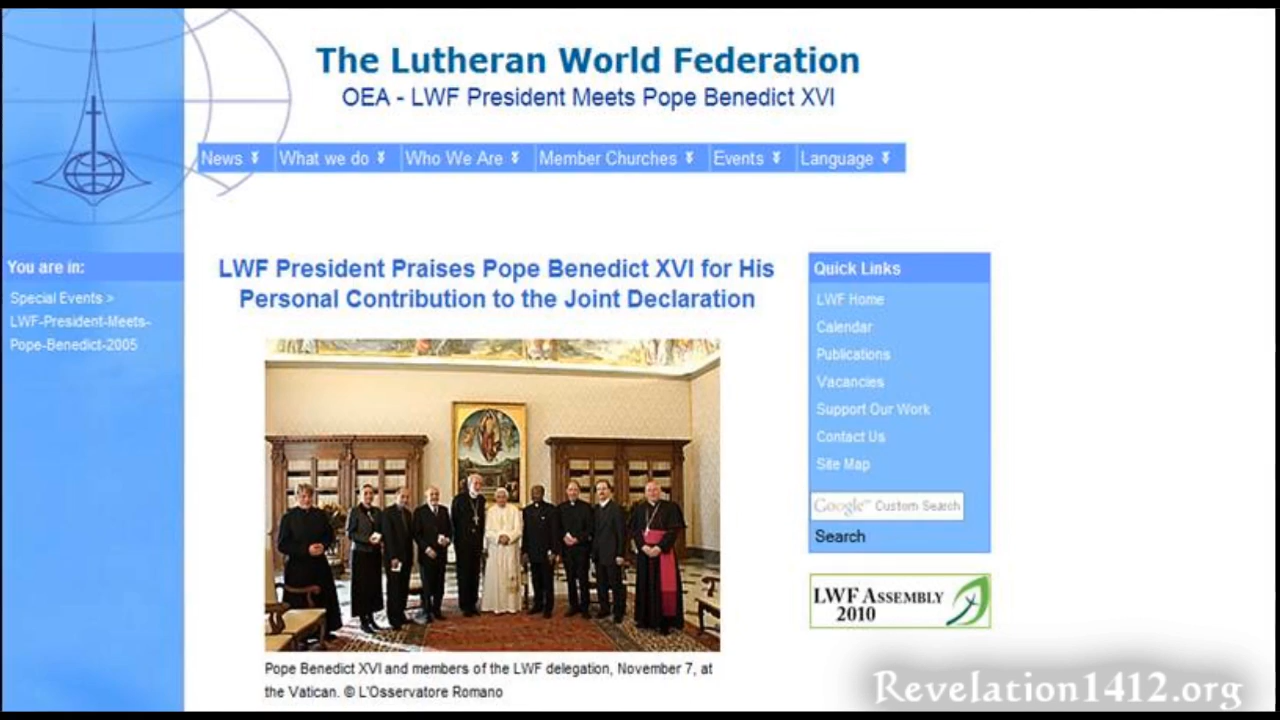 The Lutheran World Federation
OEA - LWF President Meets Pope Benedict XVI
News
What we do
Who We Are
Member Churches
Events
Language
You are in:
Special Events >
LWF-President-Meets-
Pope-Benedict-2005
LWF President Praises Pope Benedict XVI for His
Personal Contribution to the Joint Declaration
Pope Benedict XVI and members of the LWF delegation, November 7, at
the Vatican. © L'Osservatore Romano
Quick Links
LWF Home
Calendar
Publications
Vacancies
Support Our Work
Contact Us
Site Map
Google™ Custom Search
Search
LWF ASSEMBLY
2010
Revelation1412.org